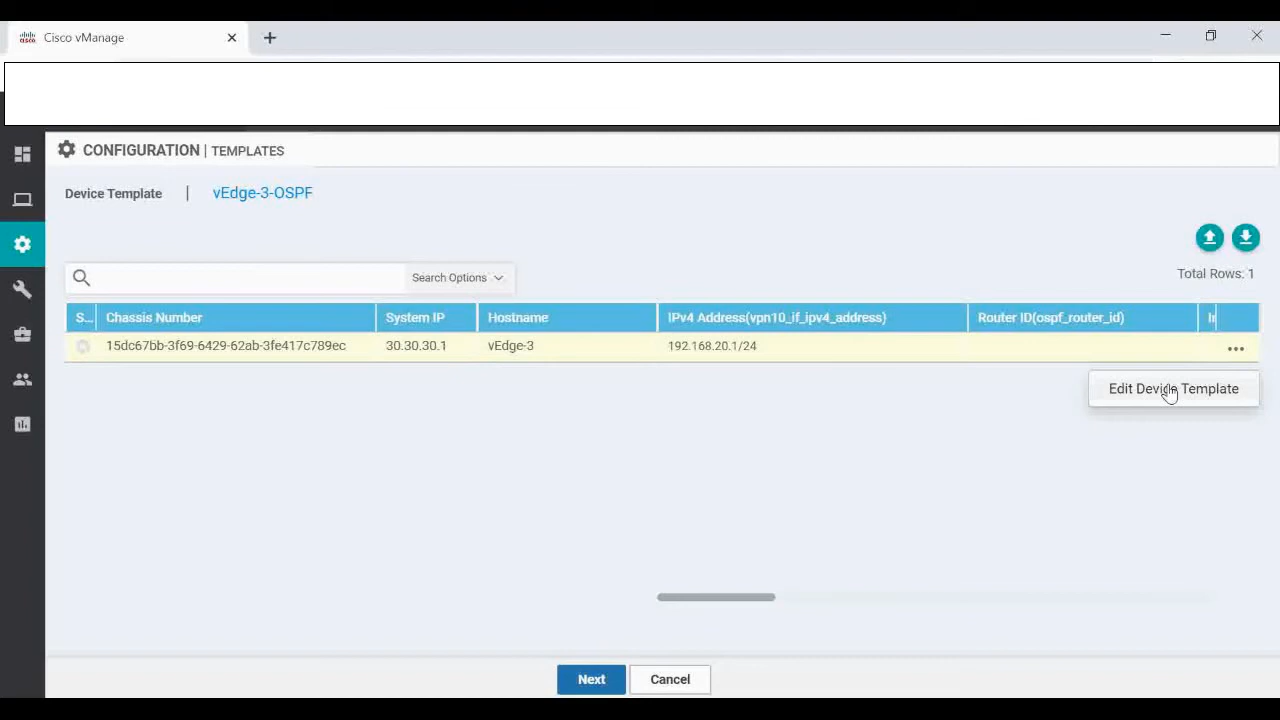 Cisco vManage
CONFIGURATION | TEMPLATES
Device Template | vEdge-3-OSPF
Search Options
Total Rows: 1
S... Chassis Number System IP Hostname IPv4 Address(vpn10_if_ipv4_address) Router ID(ospf_router_id)
15dc67bb-3f69-6429-62ab-3fe417c789ec 30.30.30.1 vEdge-3 192.168.20.1/24
Edit Device Template
Next Cancel